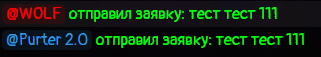 @WOLF отправил заявку: тест тест 111
@Purter 2.0 отправил заявку: тест тест 111